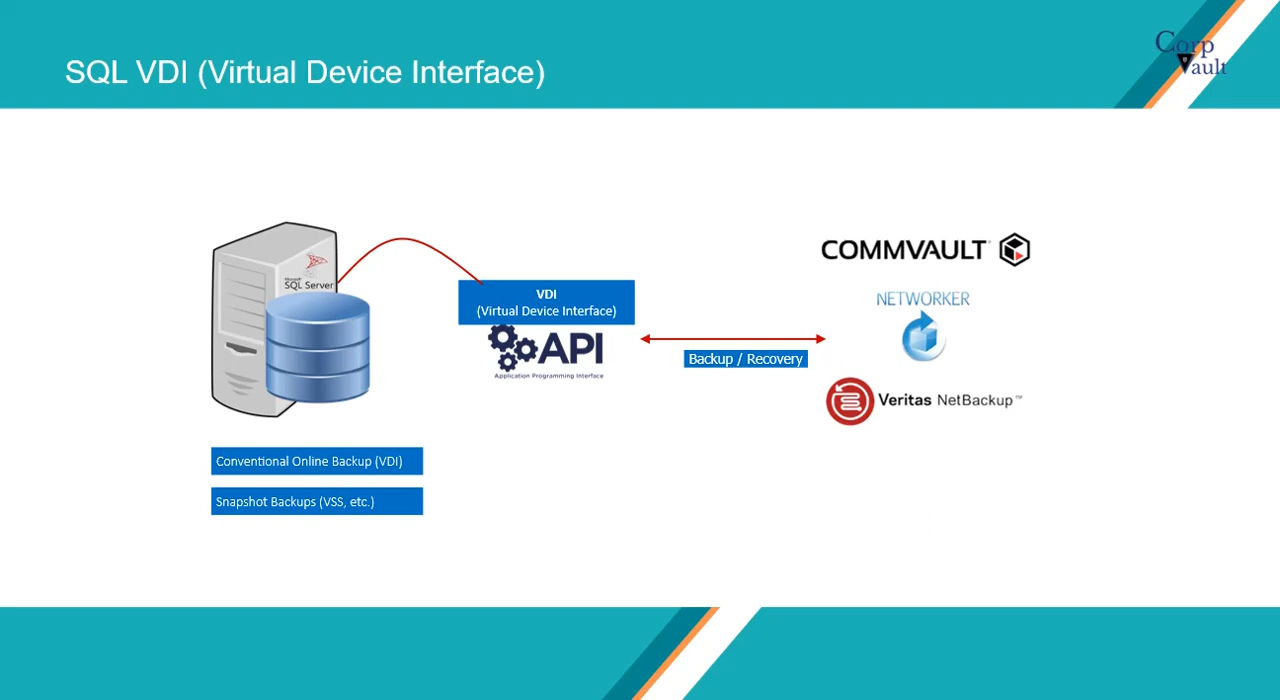 SQL VDI (Virtual Device Interface)
Corp
Vault
Microsoft
SQL Server
VDI
(Virtual Device Interface)
API
Application Programming Interface
Backup / Recovery
COMMVAULT
NETWORKER
Veritas NetBackup™
Conventional Online Backup (VDI)
Snapshot Backups (VSS, etc.)